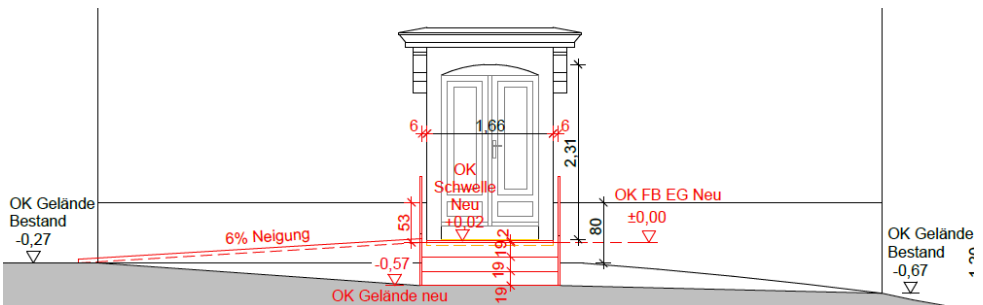 6
1,66
6
2,31
OK
Schwelle
Neu
±0,02
OK FB EG Neu
±0,00
OK Gelände
Bestand
-0,27
53
80
6% Neigung
19,2
19
19
-0,57
OK Gelände neu
OK Gelände
Bestand
-0,67